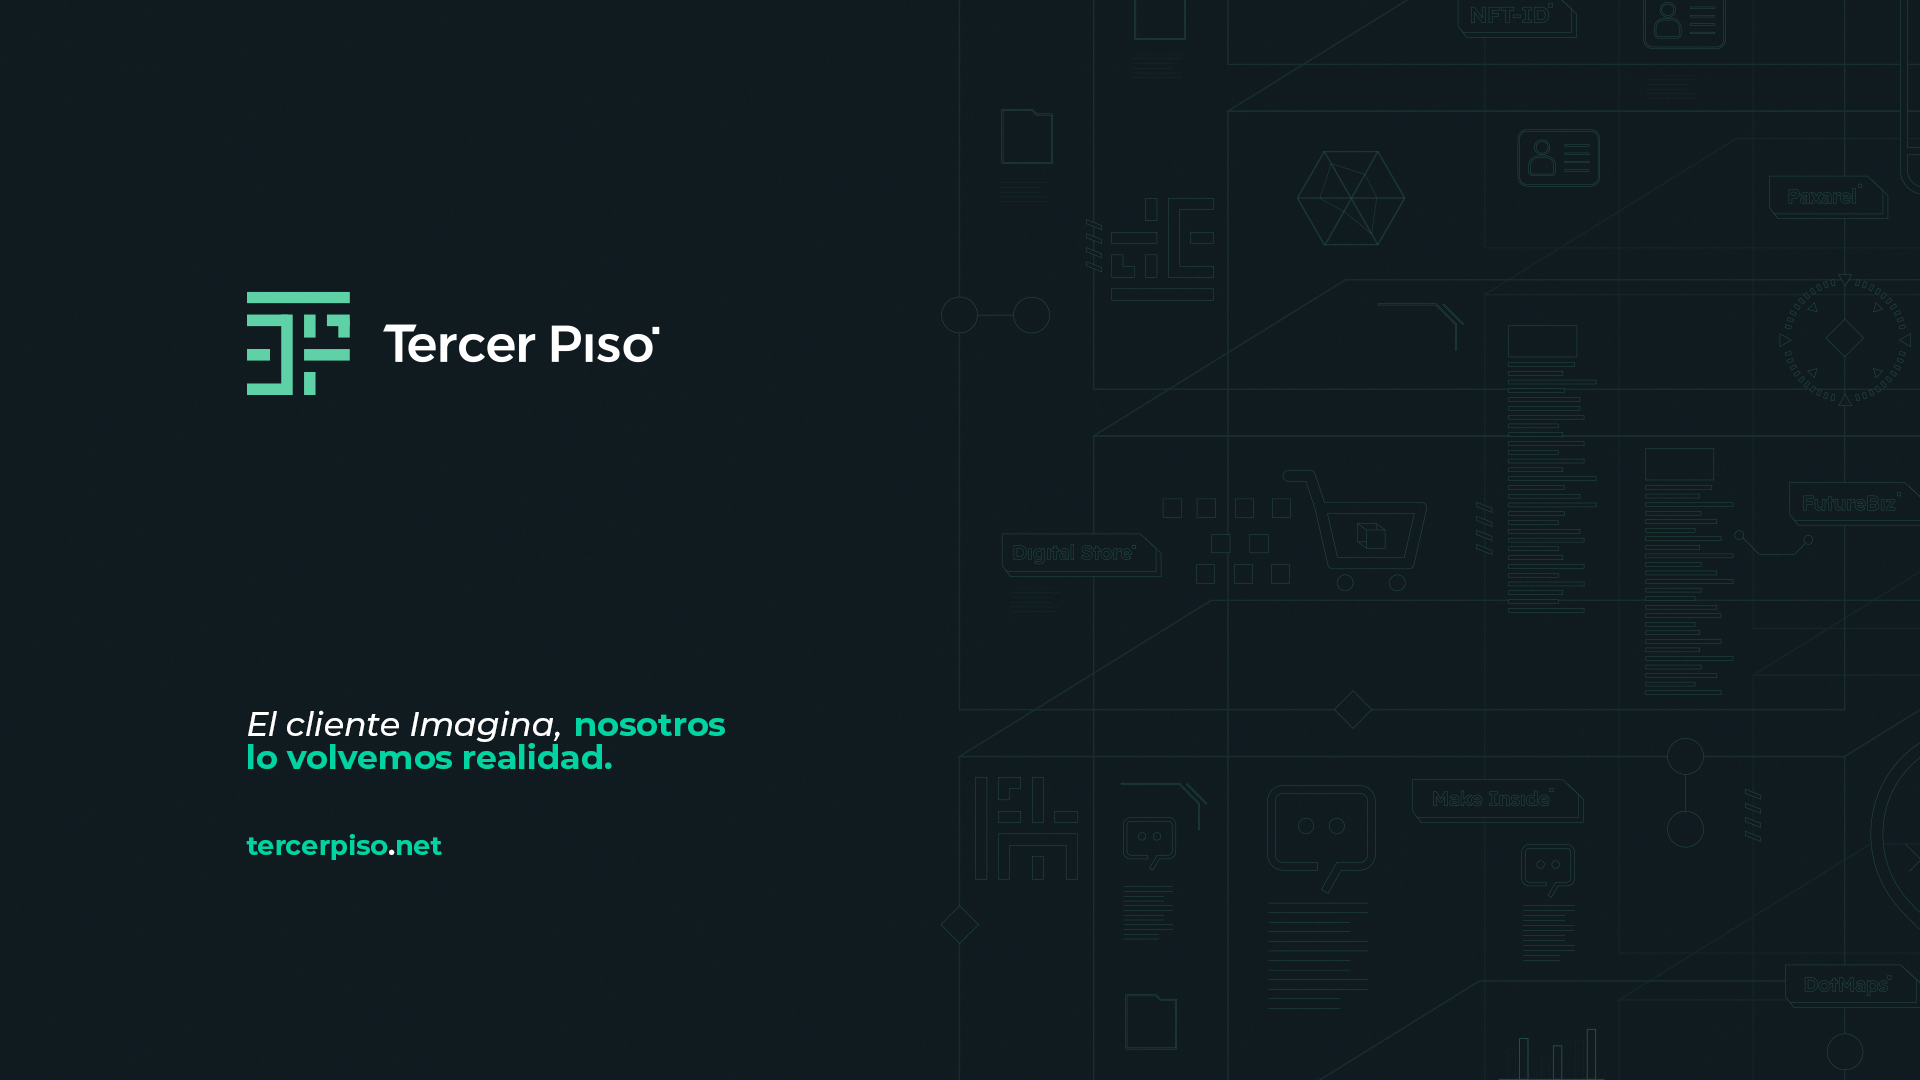 Tercer Piso
El cliente Imagina, nosotros
lo volvemos realidad.
tercerpiso.net
NFT-ID
Paxarel
Digital Store
FutureBiz
Make Inside
DotMaps